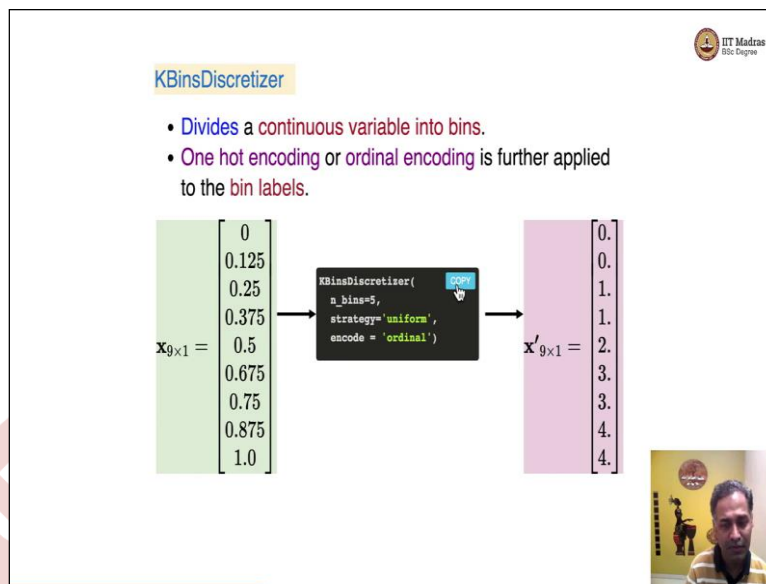 IIT Madras
BSc Degree
KBinsDiscretizer
• Divides a continuous variable into bins.
• One hot encoding or ordinal encoding is further applied
to the bin labels.
x9×1 =
0
0.125
0.25
0.375
0.5
0.675
0.75
0.875
1.0
KBinsDiscretizer(
COPY
n_bins=5,
strategy='uniform',
encode = 'ordinal')
x'9×1 =
0.
0.
1.
1.
2.
3.
3.
4.
4.